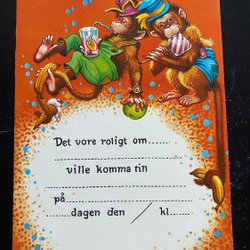 Det vore roligt om......
ville komma till
på
dagen den / kl.......